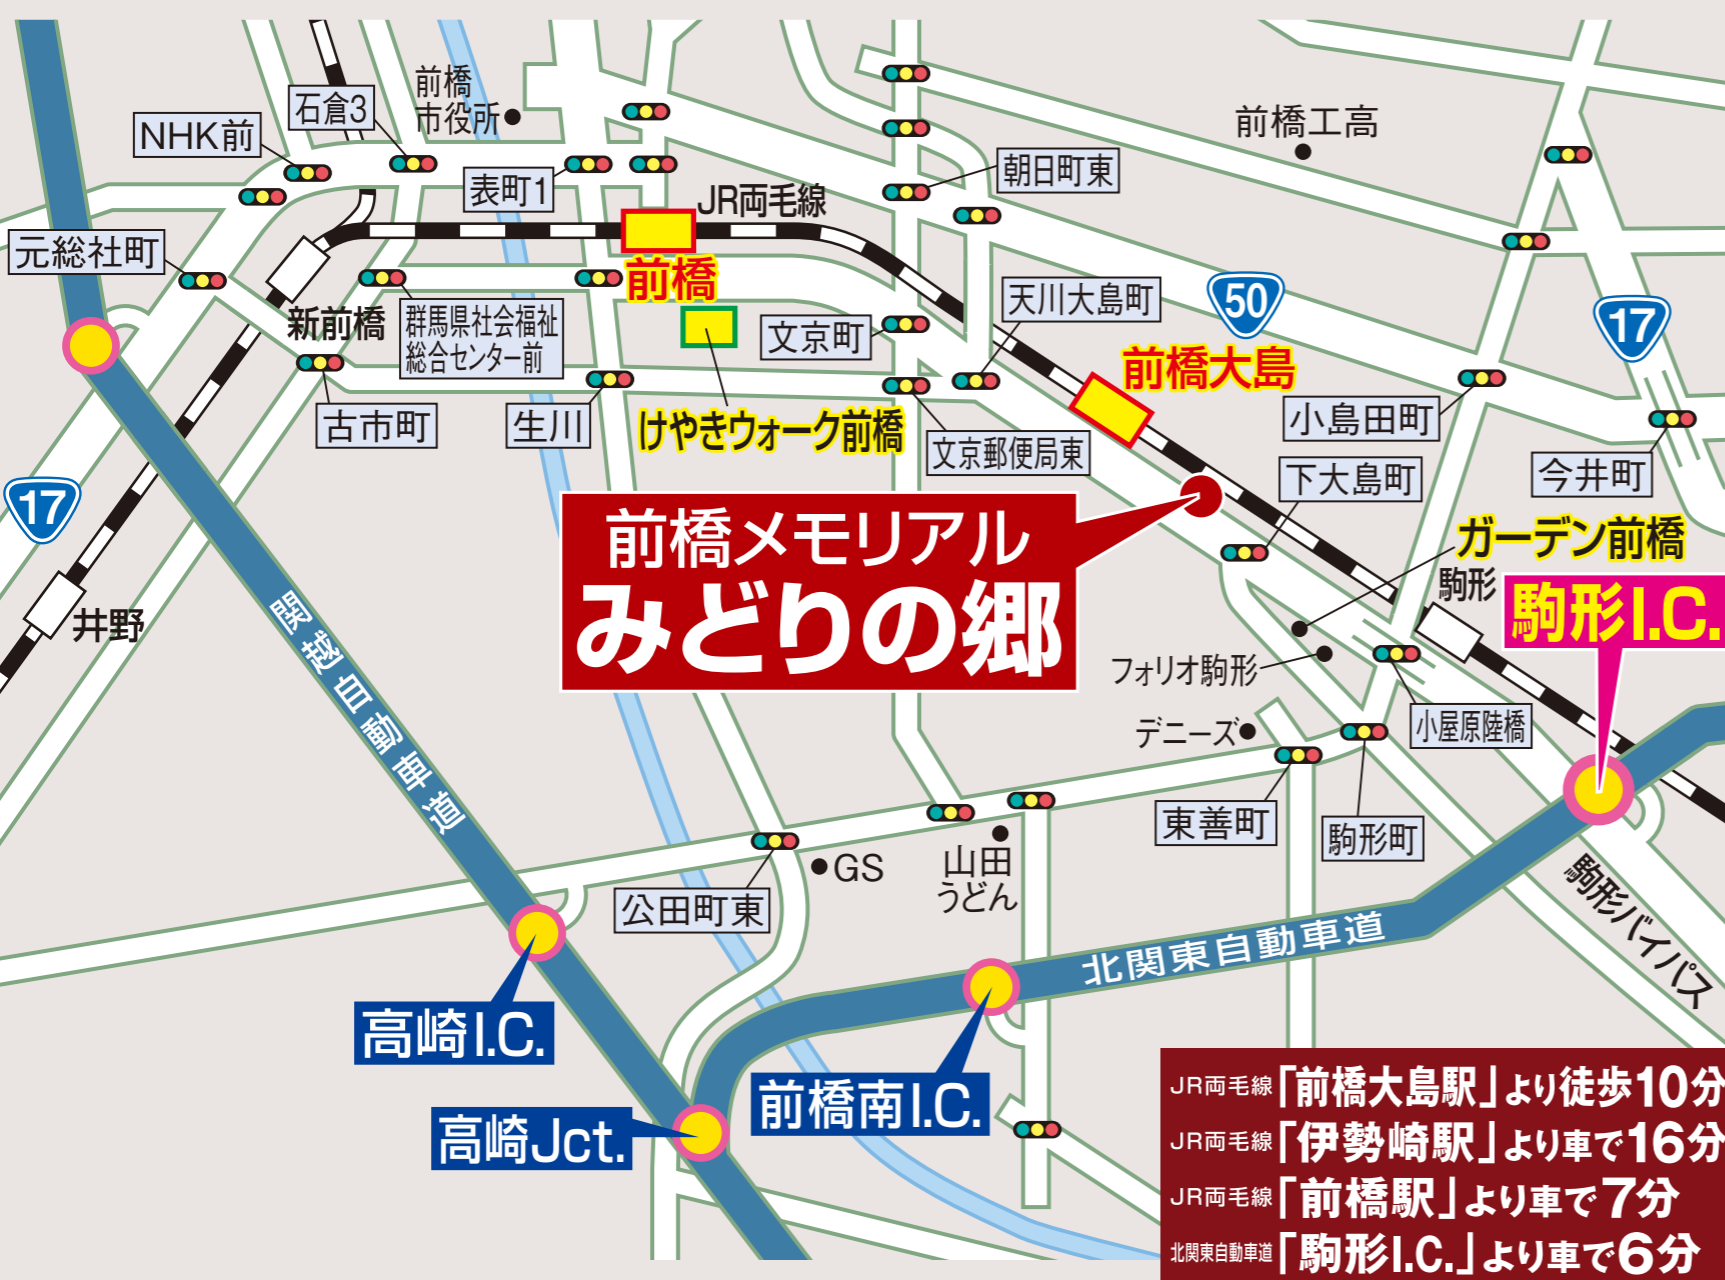 前橋
市役所
石倉3
NHK前
表町1
JR両毛線
朝日町東
前橋工高
元総社町
前橋
新前橋
群馬県社会福祉
総合センター前
文京町
天川大島町
50
17
前橋大島
古市町
生川
けやきウォーク前橋
文京郵便局東
小島田町
今井町
下大島町
17
前橋メモリアル
みどりの郷
ガーデン前橋
駒形
駒形I.C.
井野
関越自動車道
フォリオ駒形
デニーズ
小屋原陸橋
東善町
駒形町
GS
山田
うどん
公田町東
駒形バイパス
北関東自動車道
高崎I.C.
前橋南I.C.
高崎Jct.
JR両毛線「前橋大島駅」より徒歩10分
JR両毛線「伊勢崎駅」より車で16分
JR両毛線「前橋駅」より車で7分
北関東自動車道「駒形I.C.」より車で6分